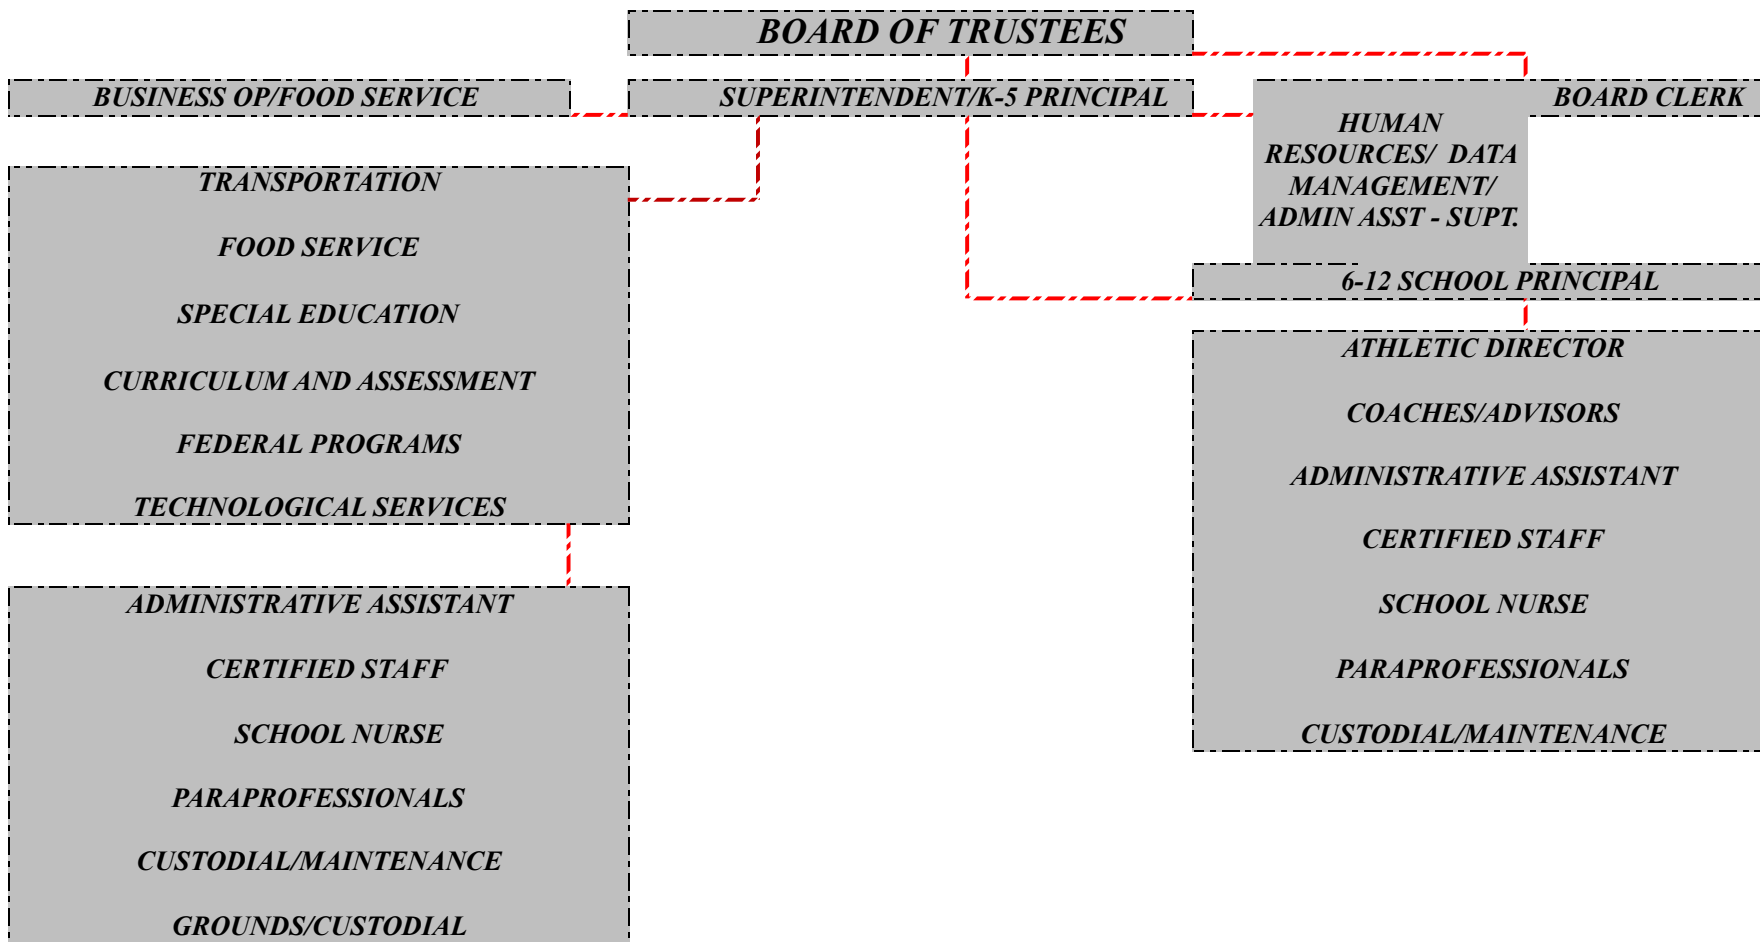 BOARD OF TRUSTEES
BUSINESS OP/FOOD SERVICE
SUPERINTENDENT/K-5 PRINCIPAL
BOARD CLERK
HUMAN
RESOURCES/ DATA
MANAGEMENT/
ADMIN ASST - SUPT.
TRANSPORTATION
FOOD SERVICE
SPECIAL EDUCATION
CURRICULUM AND ASSESSMENT
FEDERAL PROGRAMS
TECHNOLOGICAL SERVICES
6-12 SCHOOL PRINCIPAL
ATHLETIC DIRECTOR
COACHES/ADVISORS
ADMINISTRATIVE ASSISTANT
CERTIFIED STAFF
SCHOOL NURSE
PARAPROFESSIONALS
CUSTODIAL/MAINTENANCE
ADMINISTRATIVE ASSISTANT
CERTIFIED STAFF
SCHOOL NURSE
PARAPROFESSIONALS
CUSTODIAL/MAINTENANCE
GROUNDS/CUSTODIAL